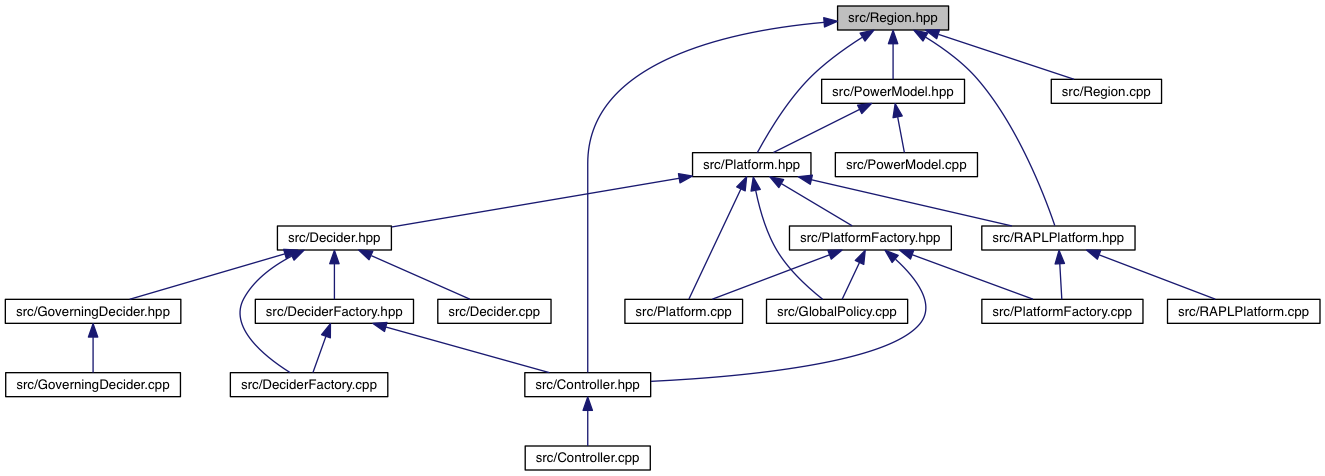 src/Region.hpp
src/PowerModel.hpp
src/Region.cpp
src/Platform.hpp
src/PowerModel.cpp
src/Decider.hpp
src/PlatformFactory.hpp
src/RAPLPlatform.hpp
src/GoverningDecider.hpp
src/DeciderFactory.hpp
src/Decider.cpp
src/Platform.cpp
src/GlobalPolicy.cpp
src/PlatformFactory.cpp
src/RAPLPlatform.cpp
src/GoverningDecider.cpp
src/DeciderFactory.cpp
src/Controller.hpp
src/Controller.cpp